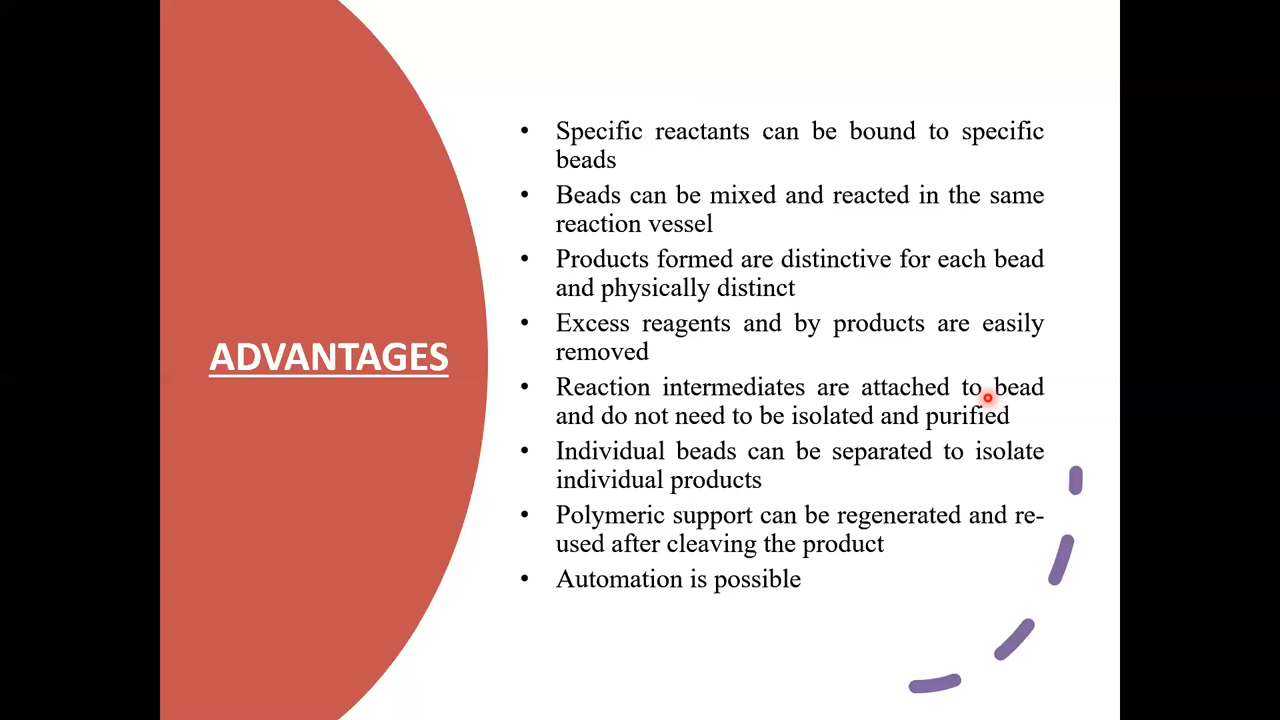 ADVANTAGES
• Specific reactants can be bound to specific
beads
• Beads can be mixed and reacted in the same
reaction vessel
• Products formed are distinctive for each bead
and physically distinct
• Excess reagents and by products are easily
removed
• Reaction intermediates are attached to bead
and do not need to be isolated and purified
• Individual beads can be separated to isolate
individual products
• Polymeric support can be regenerated and re-
used after cleaving the product
• Automation is possible